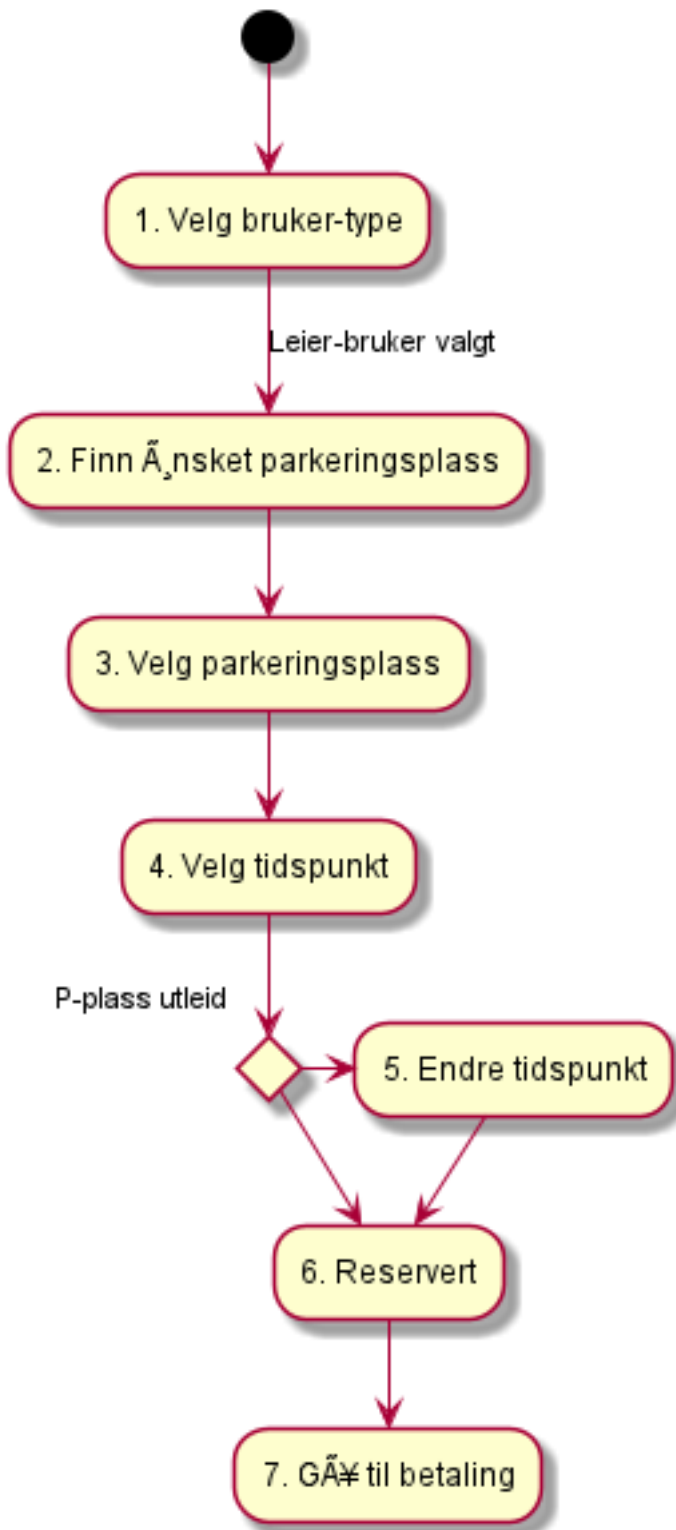 1. Velg bruker-type
Leier-bruker valgt
2. Finn Ã¸nsket parkeringsplass
3. Velg parkeringsplass
4. Velg tidspunkt
P-plass utleid
5. Endre tidspunkt
6. Reservert
7. GÃ¥ til betaling